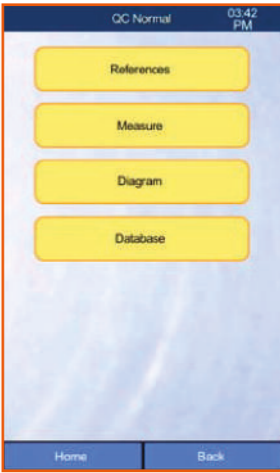 QC Normal
03:42
PM
References
Measure
Diagram
Database
Home
Back